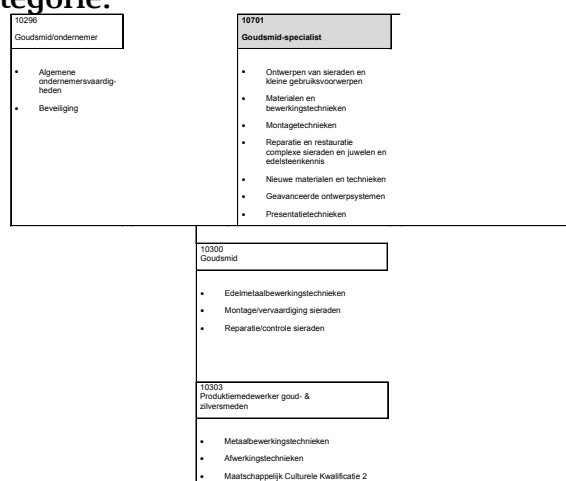 tegorie:
10296
Goudsmid/ondernemer
• Algemene
ondernemersvaardig-
heden
• Beveiliging
10701
Goudsmid-specialist
• Ontwerpen van sieraden en
kleine gebruiksvoorwerpen
• Materialen en
bewerkingstechnieken
• Montagetechnieken
• Reparatie en restauratie
complexe sieraden en juwelen en
edelsteenkennis
• Nieuwe materialen en technieken
• Geavanceerde ontwerpsystemen
• Presentatietechnieken
10300
Goudsmid
• Edelmetaalbewerkingstechnieken
• Montage/vervaardiging sieraden
• Reparatie/controle sieraden
10303
Produktiemedewerker goud- &
zilversmeden
• Metaalbewerkingstechnieken
• Afwerkingstechnieken
• Maatschappelijk Culturele Kwalificatie 2